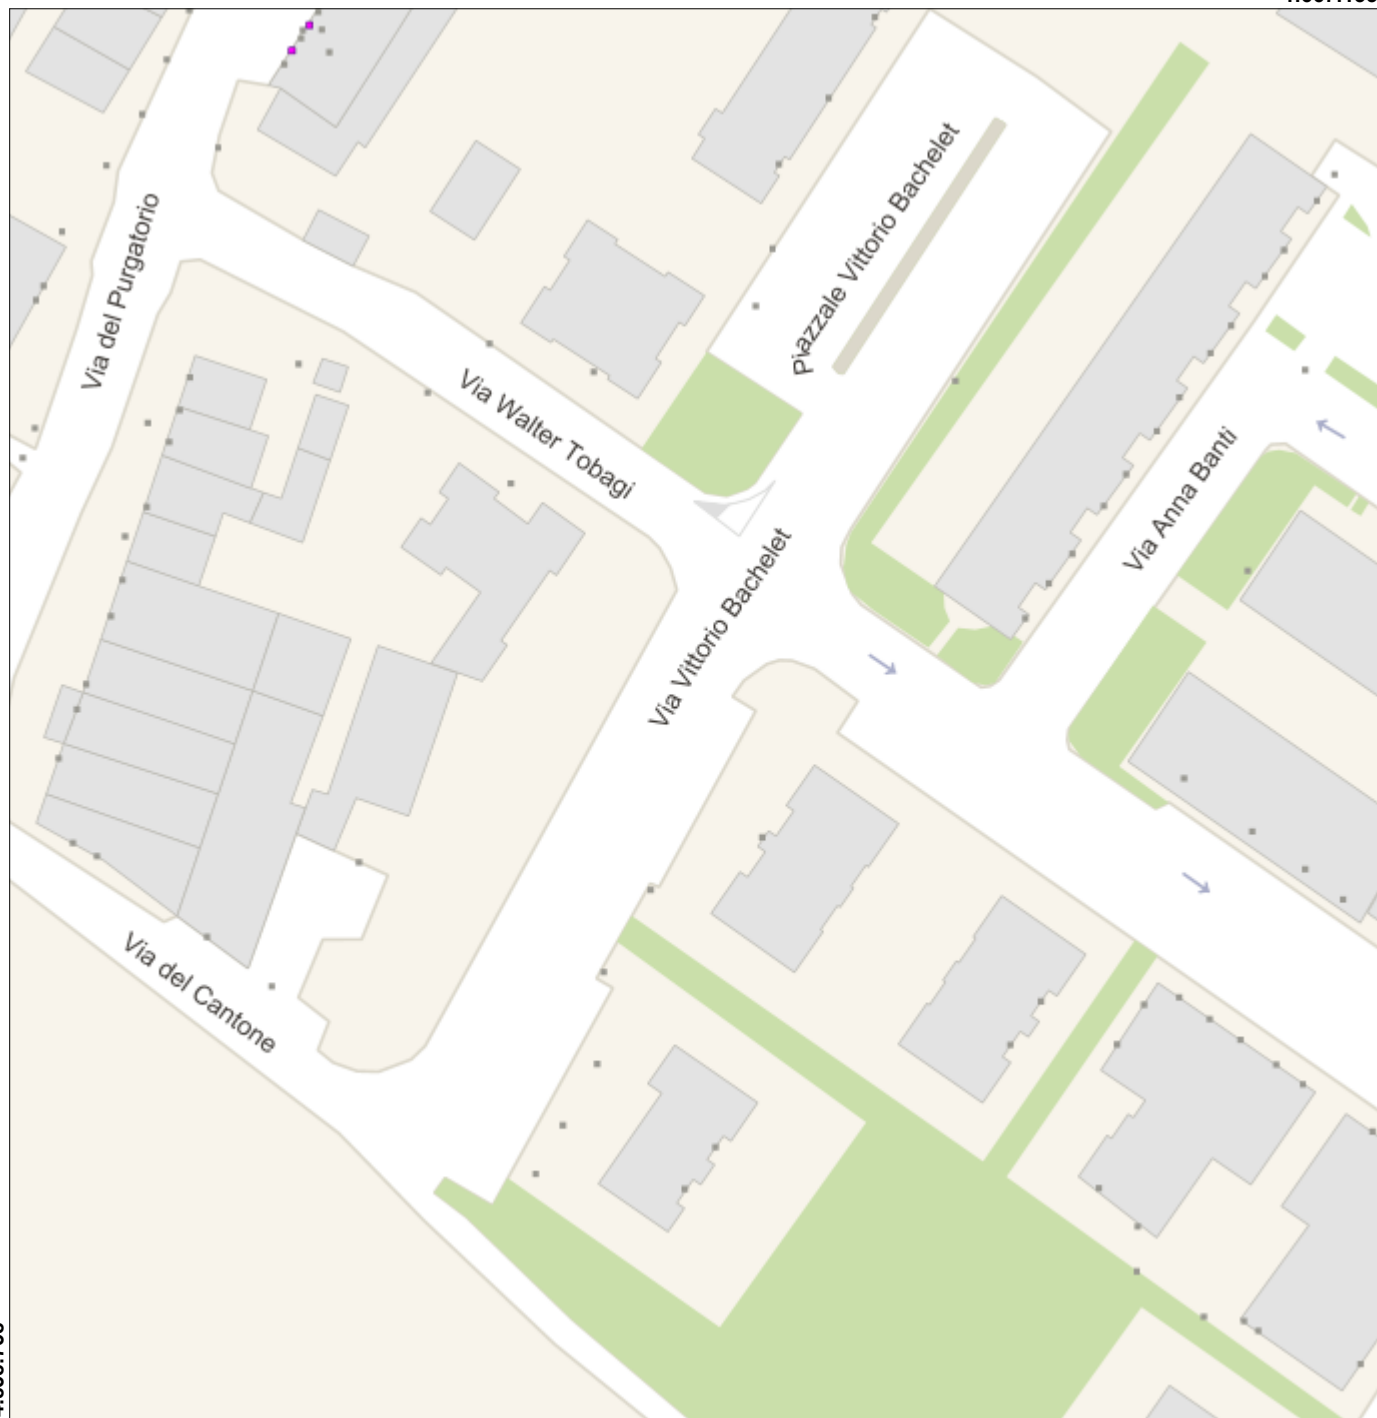 Via del Purgatorio
Piazzale Vittorio Bachelet
Via Walter Tobagi
Via Anna Banti
Via Vittorio Bachelet
Via del Cantone